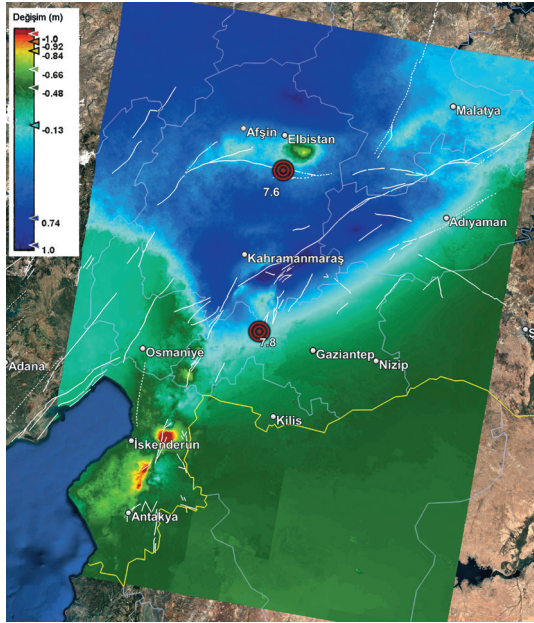 Değişim (m)
-1.0
-0.92
-0.84
-0.66
-0.48
-0.13
0.74
1.0
Malatya
Afşin
Elbistan
7.6
Adıyaman
Kahramanmaraş
7.8
Osmaniye
Gaziantep
Nizip
Adana
Kilis
İskenderun
Antakya